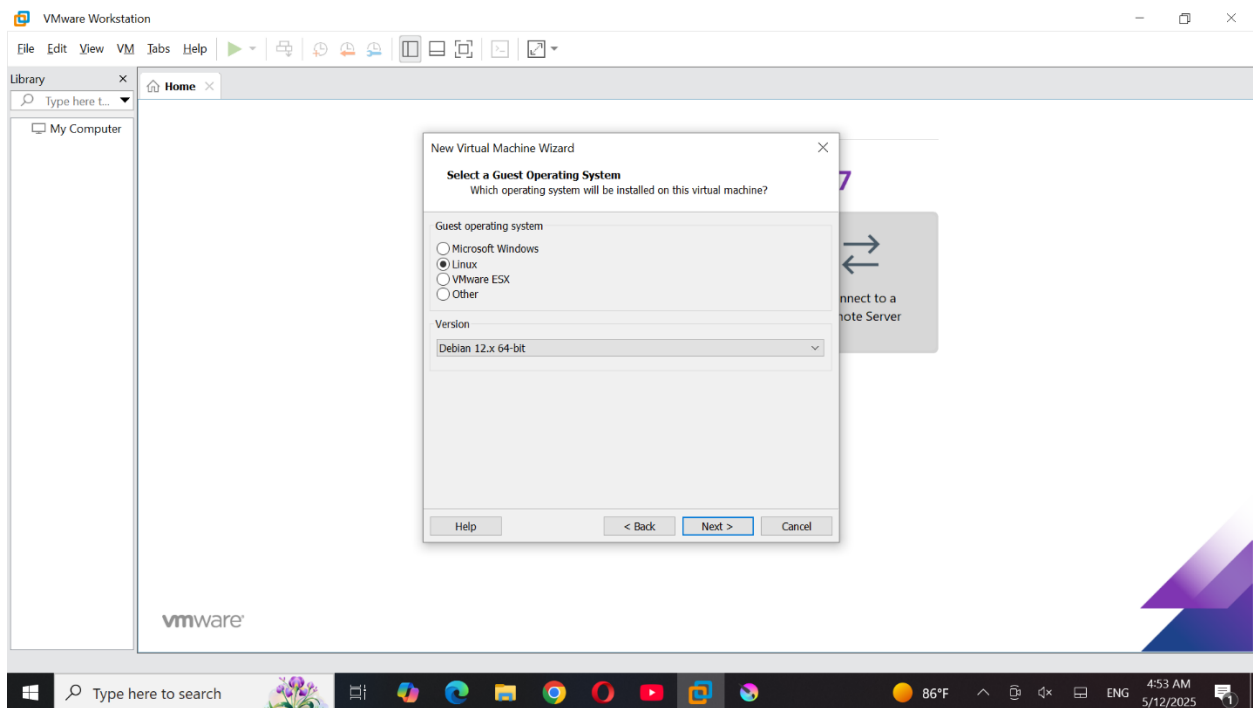 VMware Workstation
File Edit View VM Tabs Help
Library
Type here t...
My Computer
Home
7
New Virtual Machine Wizard
Select a Guest Operating System
Which operating system will be installed on this virtual machine?
Guest operating system
Microsoft Windows
Linux
VMware ESX
Other
Version
Debian 12.x 64-bit
Help
< Back
Next >
Cancel
nnect to a
note Server
vmware
Type here to search
86°F
ENG
4:53 AM
5/12/2025
1